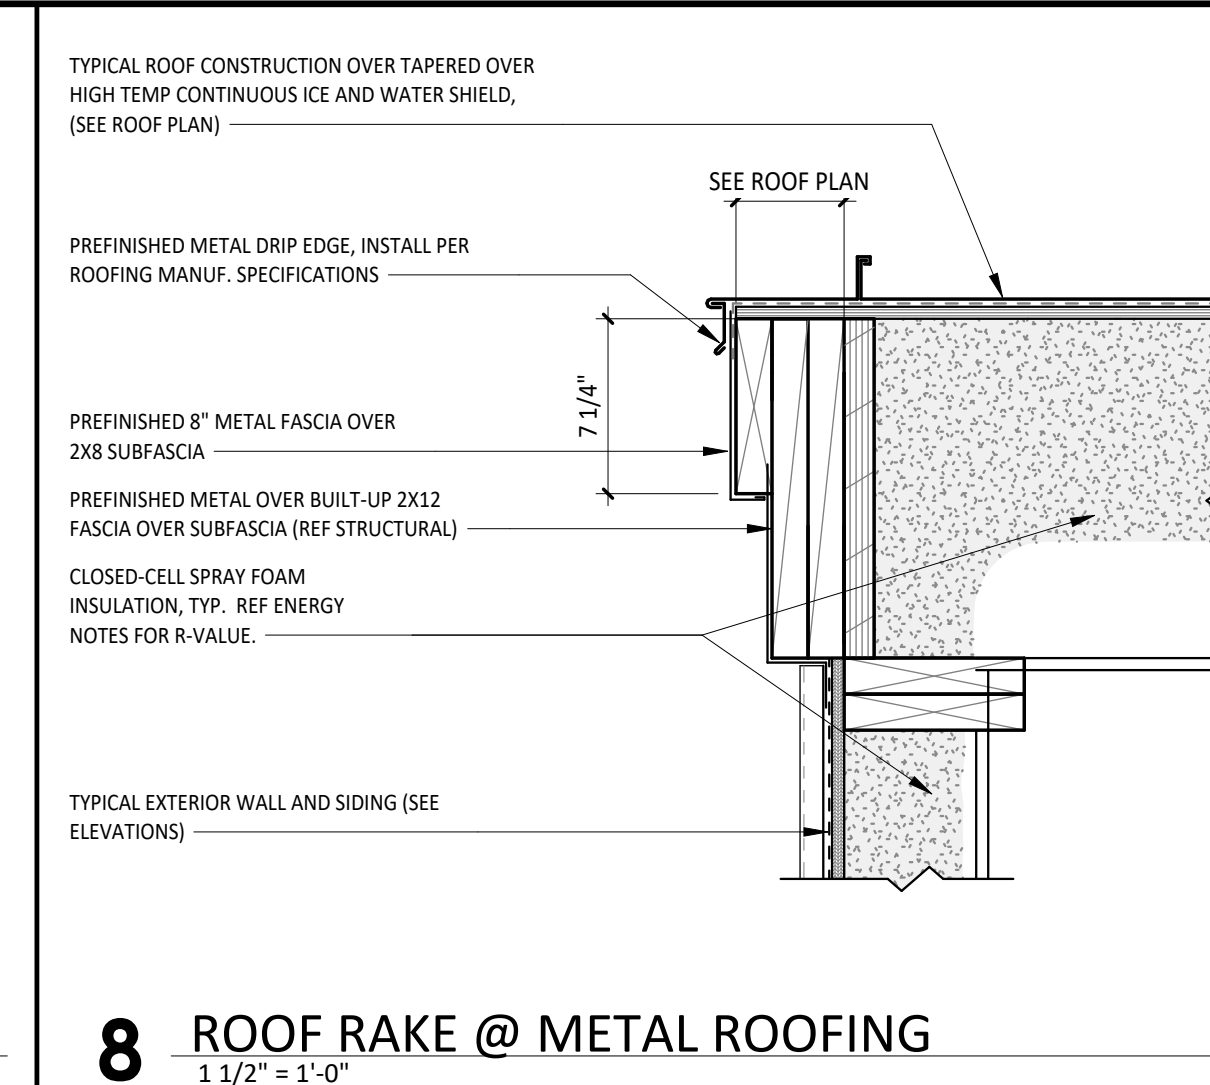 TYPICAL ROOF CONSTRUCTION OVER TAPERED OVER
HIGH TEMP CONTINUOUS ICE AND WATER SHIELD,
(SEE ROOF PLAN)
SEE ROOF PLAN
PREFINISHED METAL DRIP EDGE, INSTALL PER
ROOFING MANUF. SPECIFICATIONS
7 1/4"
PREFINISHED 8" METAL FASCIA OVER
2X8 SUBFASCIA
PREFINISHED METAL OVER BUILT-UP 2X12
FASCIA OVER SUBFASCIA (REF STRUCTURAL)
CLOSED-CELL SPRAY FOAM
INSULATION, TYP.  REF ENERGY
NOTES FOR R-VALUE.
TYPICAL EXTERIOR WALL AND SIDING (SEE
ELEVATIONS)
8 ROOF RAKE @ METAL ROOFING
1 1/2" = 1'-0"